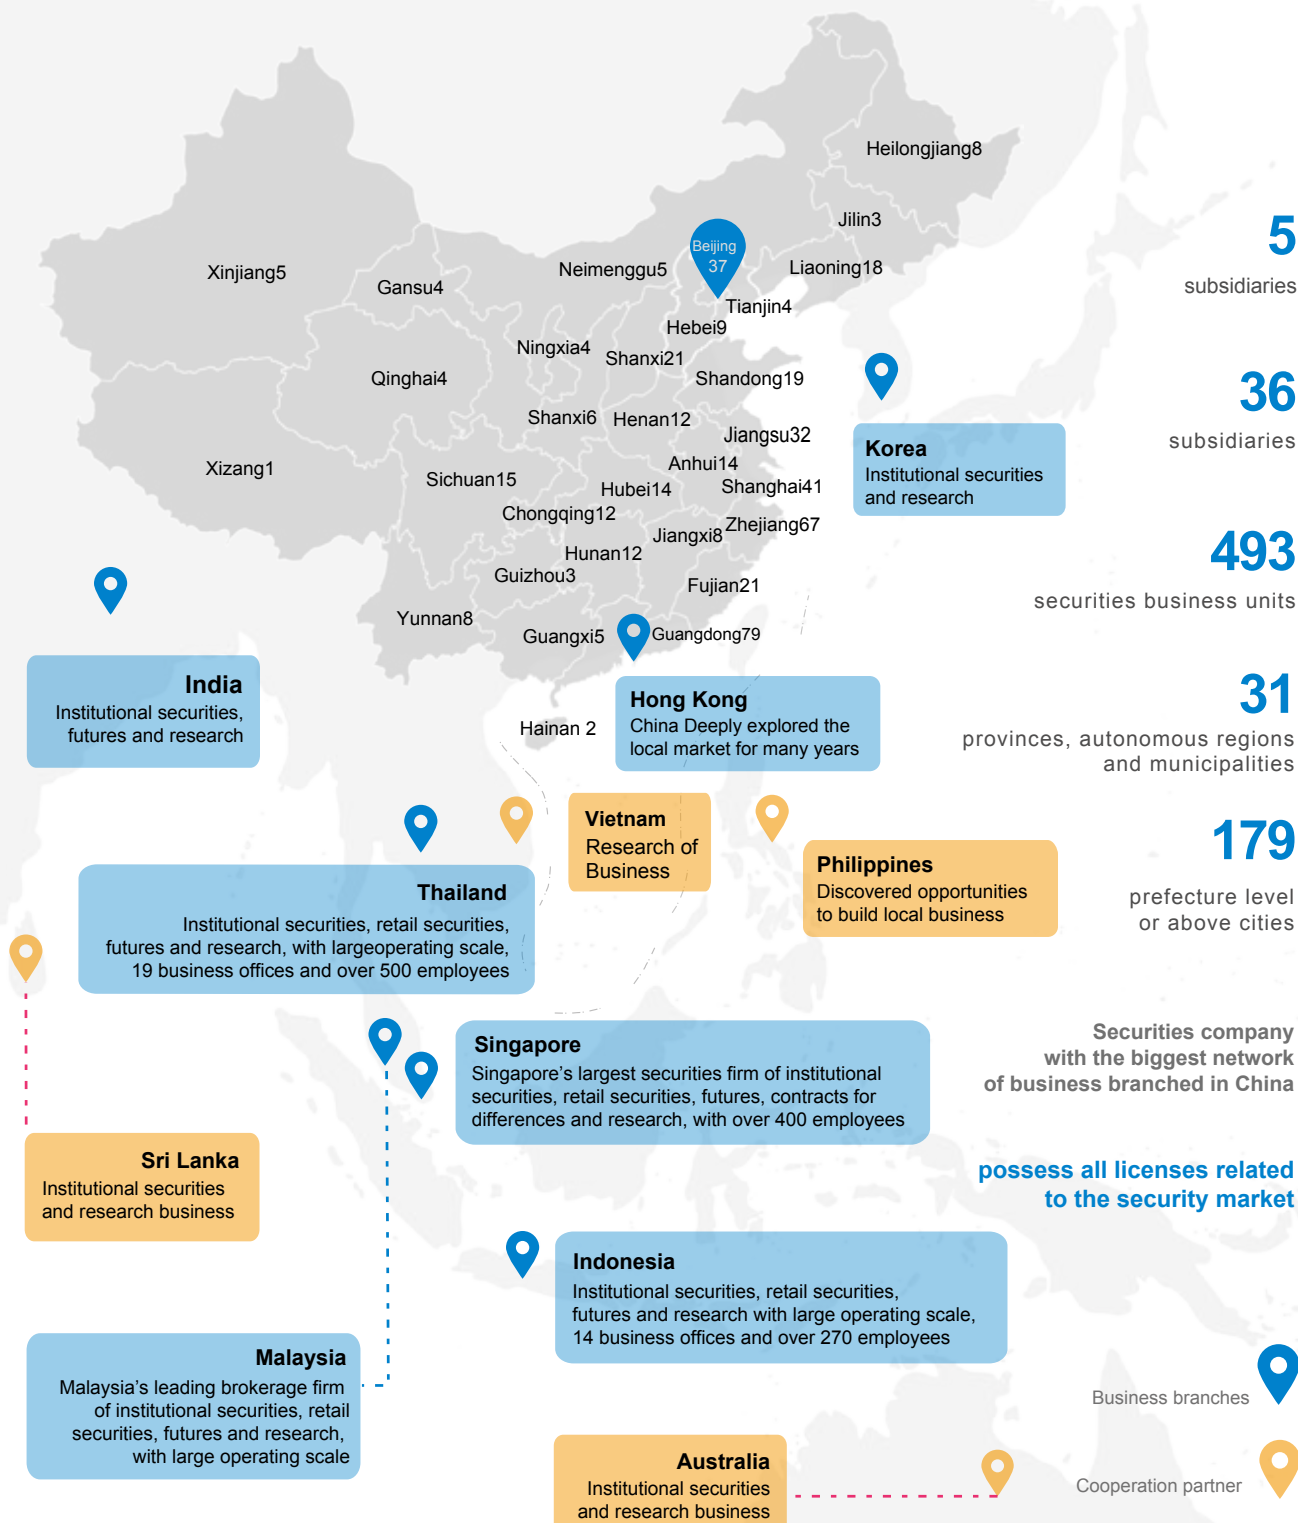 Heilongjiang8
Jilin3
Beijing
37
Xinjiang5
Gansu4
Neimenggu5
Liaoning18
Tianjin4
Hebei9
Ningxia4
Shanxi21
Qinghai4
Shandong19
Shanxi6
Henan12
Jiangsu32
Anhui14
Xizang1
Sichuan15
Hubei14
Shanghai41
Chongqing12
Zhejiang67
Jiangxi8
Hunan12
Guizhou3
Fujian21
Yunnan8
Guangxi5
Guangdong79
Hainan 2
5
subsidiaries
36
subsidiaries
493
securities business units
31
provinces, autonomous regions
and municipalities
179
prefecture level
or above cities
Securities company
with the biggest network
of business branched in China
possess all licenses related
to the security market
Korea
Institutional securities
and research
India
Institutional securities,
futures and research
Hong Kong
China Deeply explored the
local market for many years
Vietnam
Research of
Business
Philippines
Discovered opportunities
to build local business
Thailand
Institutional securities, retail securities,
futures and research, with largeoperating scale,
19 business offices and over 500 employees
Singapore
Singapore’s largest securities firm of institutional
securities, retail securities, futures, contracts for
differences and research, with over 400 employees
Sri Lanka
Institutional securities
and research business
Indonesia
Institutional securities, retail securities,
futures and research with large operating scale,
14 business offices and over 270 employees
Malaysia
Malaysia’s leading brokerage firm
of institutional securities, retail
securities, futures and research,
with large operating scale
Australia
Institutional securities
and research business
Business branches
Cooperation partner